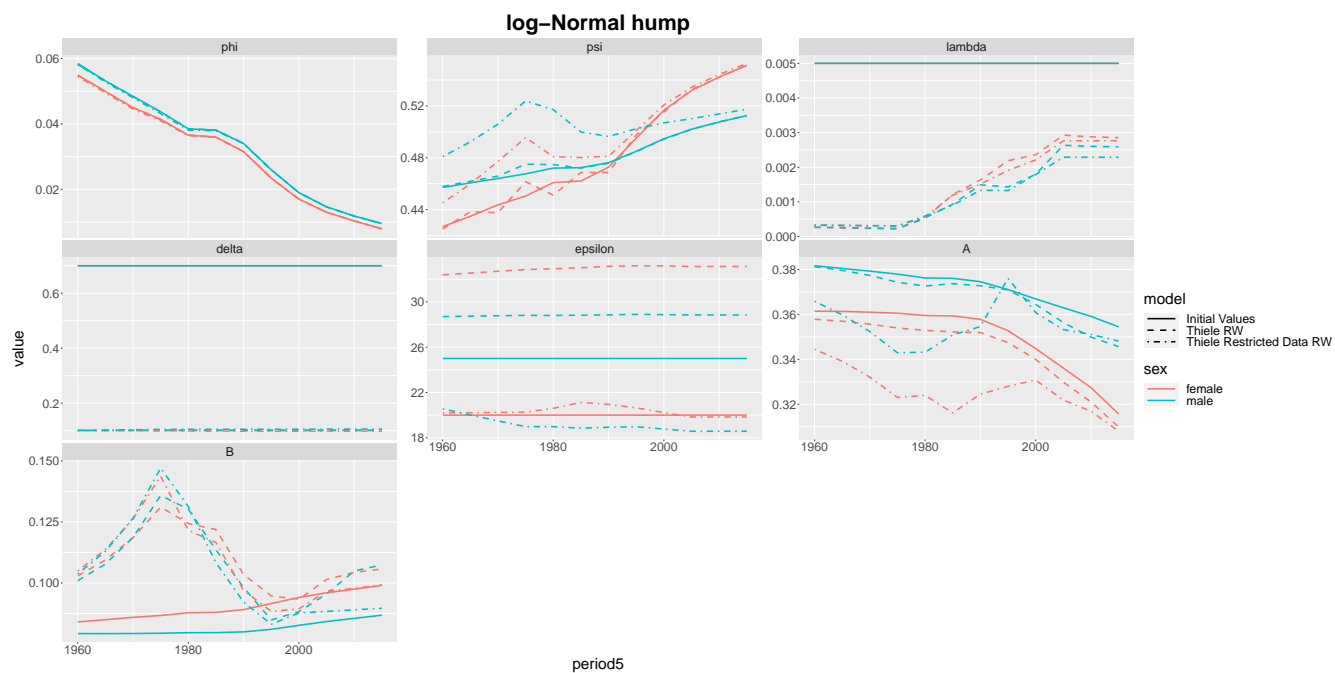 log−Normal hump
phi
psi
lambda
0.06
0.04
0.02
0.52
0.48
0.44
0.005
0.004
0.003
0.002
0.001
0.000
delta
epsilon
A
0.6
0.4
0.2
30
26
22
18
0.38
0.36
0.34
0.32
1960
1980
2000
1960
1980
2000
B
0.150
0.125
0.100
1960
1980
2000
value
period5
model
Initial Values
Thiele RW
Thiele Restricted Data RW
sex
female
male